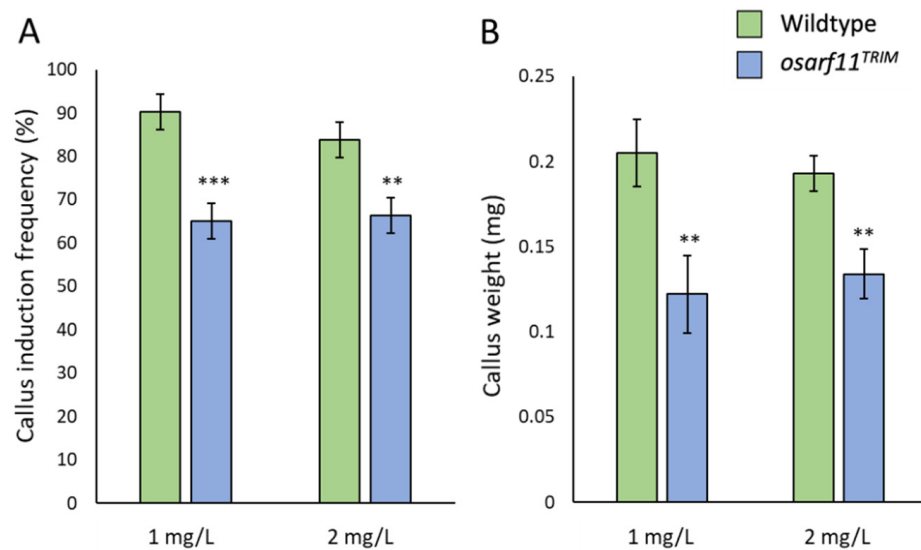 A
Callus induction frequency (%)
100
90
80
70
60
50
40
30
20
10
0
***
**
1 mg/L
2 mg/L
B
Wildtype
osarf11TRIM
Callus weight (mg)
0.25
0.2
0.15
0.1
0.05
0
**
**
1 mg/L
2 mg/L